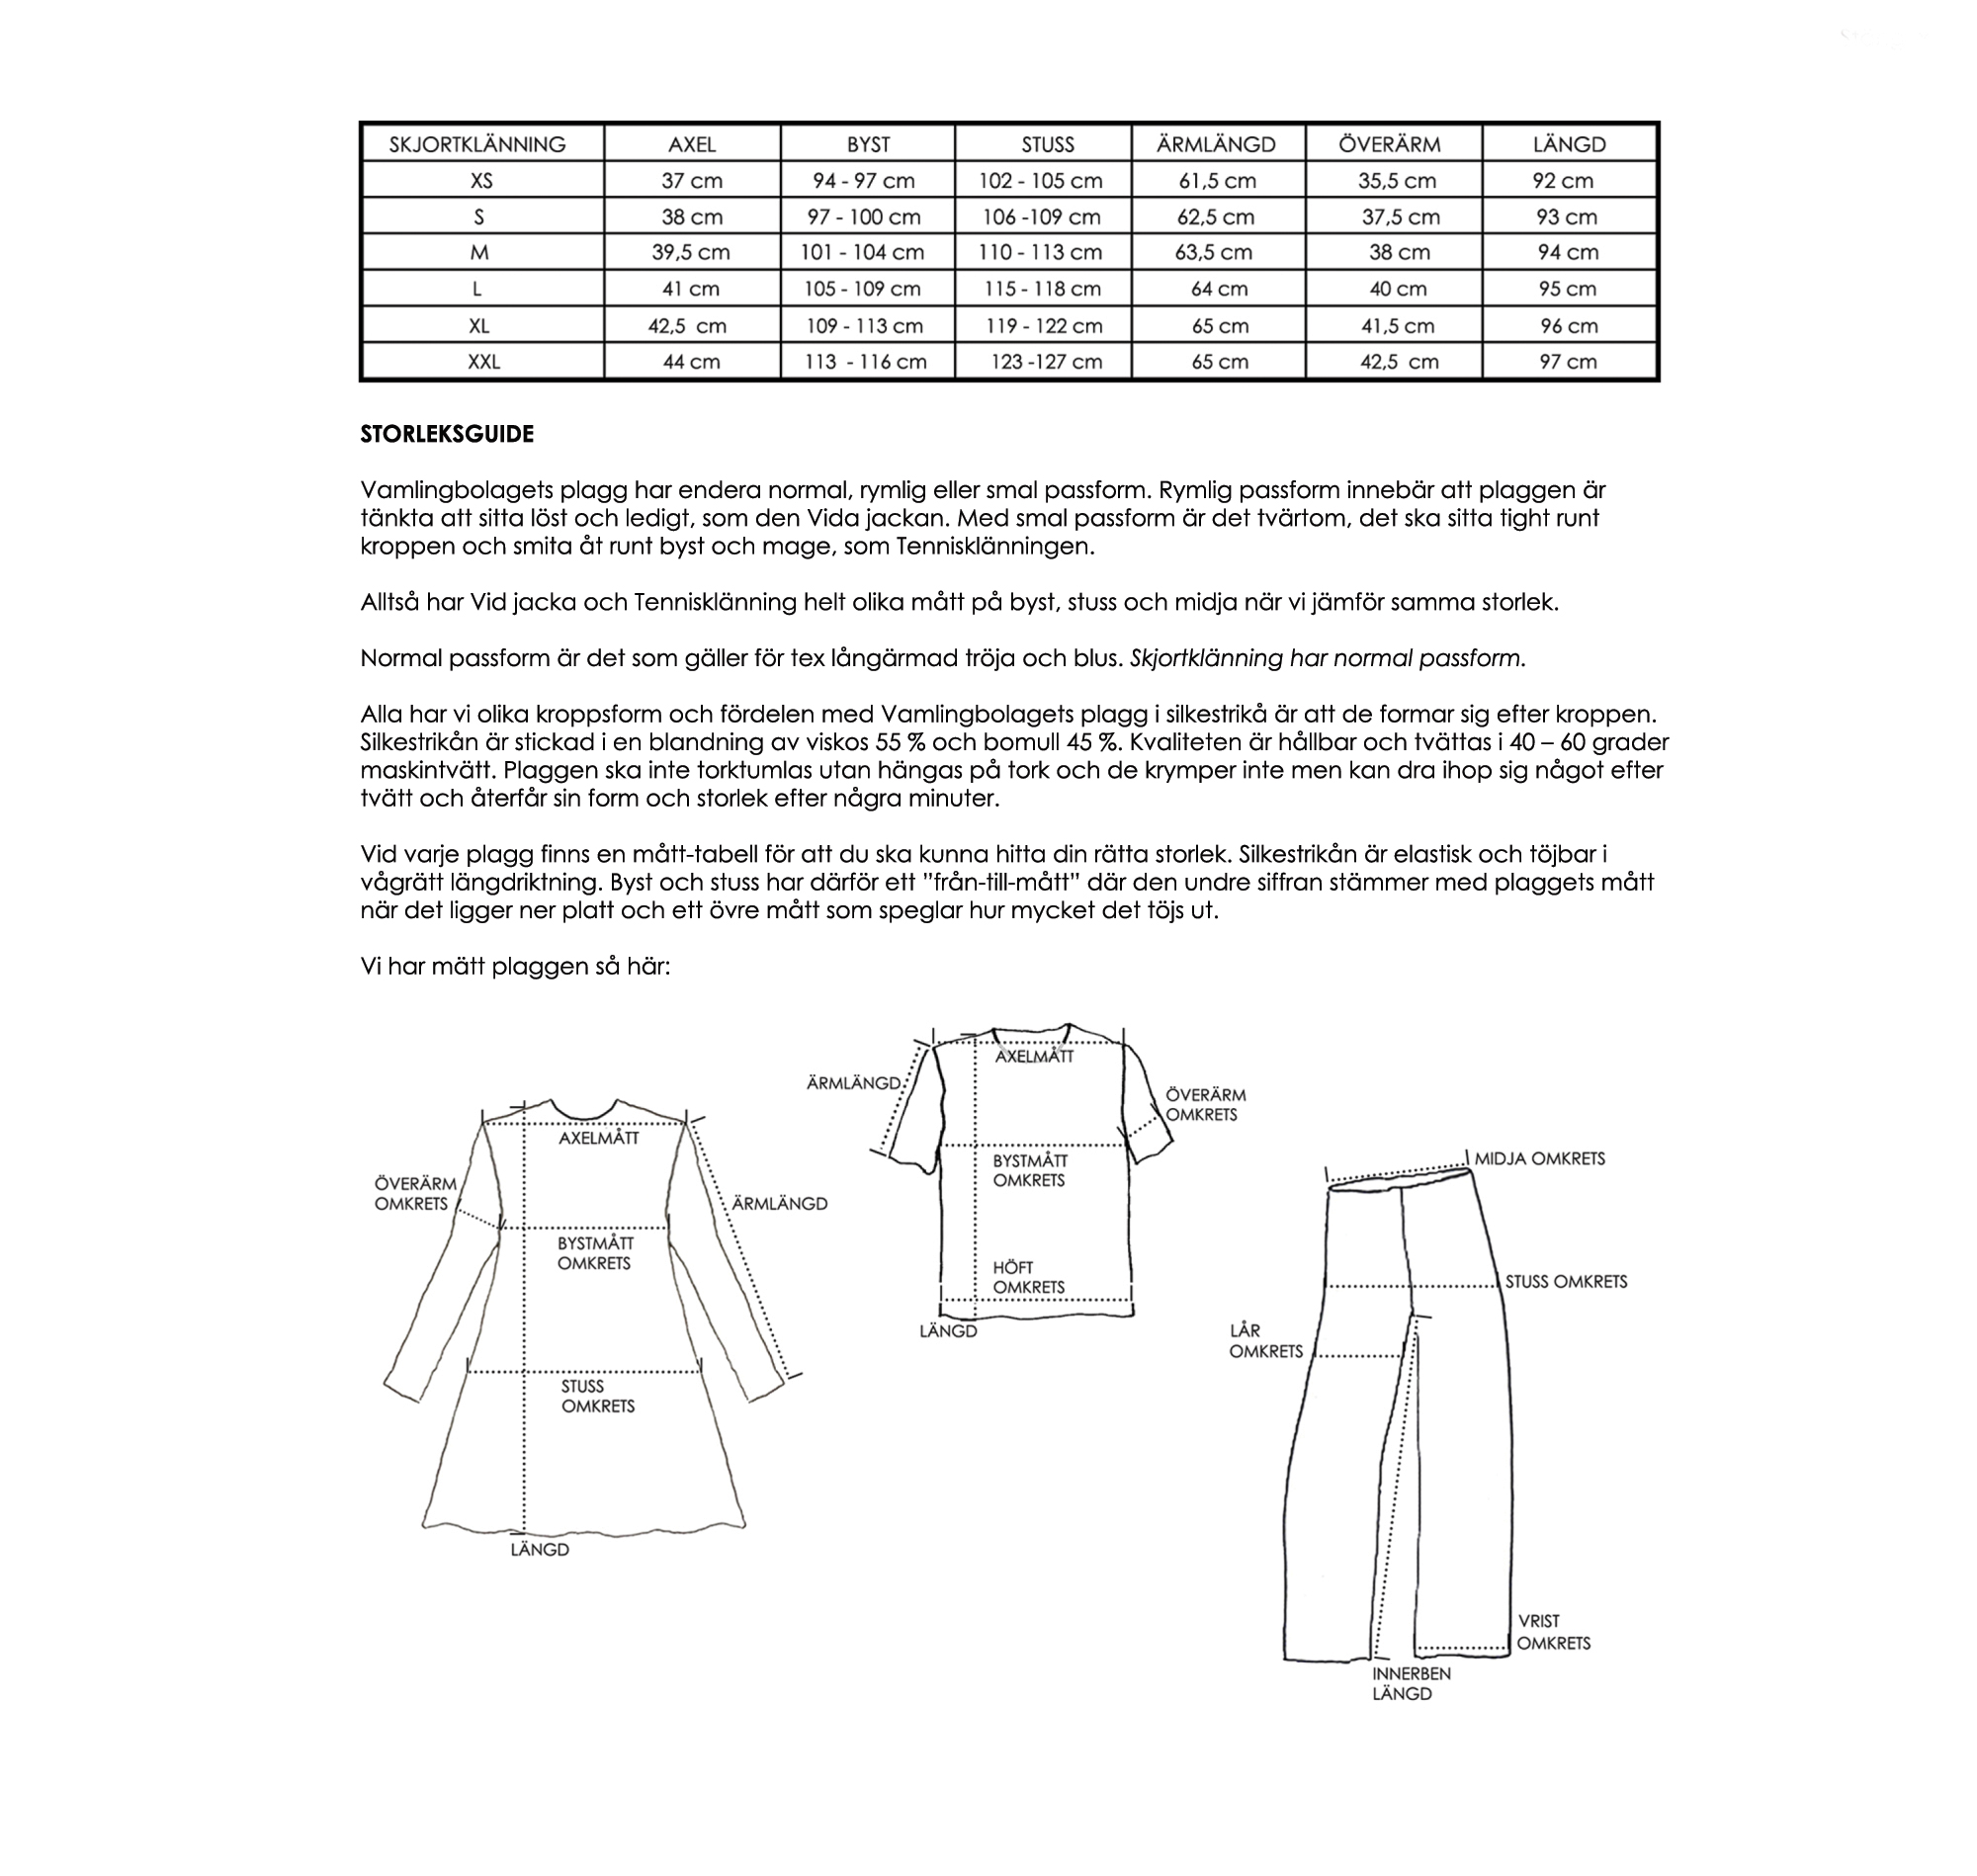 SKJORTKLÄNNING AXEL BYST STUSS ÄRMLÄNGD ÖVERÄRM LÄNGD
XS 37 cm 94 - 97 cm 102 - 105 cm 61,5 cm 35,5 cm 92 cm
S 38 cm 97 - 100 cm 106 -109 cm 62,5 cm 37,5 cm 93 cm
M 39,5 cm 101 - 104 cm 110 - 113 cm 63,5 cm 38 cm 94 cm
L 41 cm 105 - 109 cm 115 - 118 cm 64 cm 40 cm 95 cm
XL 42,5 cm 109 - 113 cm 119 - 122 cm 65 cm 41,5 cm 96 cm
XXL 44 cm 113 - 116 cm 123 -127 cm 65 cm 42,5 cm 97 cm
STORLEKSGUIDE
Vamlingbolagets plagg har endera normal, rymlig eller smal passform. Rymlig passform innebär att plaggen är
tänkta att sitta löst och ledigt, som den Vida jackan. Med smal passform är det tvärtom, det ska sitta tight runt
kroppen och smita åt runt byst och mage, som Tennisklänningen.
Alltså har Vid jacka och Tennisklänning helt olika mått på byst, stuss och midja när vi jämför samma storlek.
Normal passform är det som gäller för tex långärmad tröja och blus. Skjortklänning har normal passform.
Alla har vi olika kroppsform och fördelen med Vamlingbolagets plagg i silkestrikå är att de formar sig efter kroppen.
Silkestrikån är stickad i en blandning av viskos 55 % och bomull 45 %. Kvaliteten är hållbar och tvättas i 40 – 60 grader
maskintvätt. Plaggen ska inte torktumlas utan hängas på tork och de krymper inte men kan dra ihop sig något efter
tvätt och återfår sin form och storlek efter några minuter.
Vid varje plagg finns en mått-tabell för att du ska kunna hitta din rätta storlek. Silkestrikån är elastisk och töjbar i
vågrätt längdriktning. Byst och stuss har därför ett ”från-till-mått” där den undre siffran stämmer med plaggets mått
när det ligger ner platt och ett övre mått som speglar hur mycket det töjs ut.
Vi har mätt plaggen så här:
AXELMÅTT
ÖVERÄRM
OMKRETS
ÄRMLÄNGD
BYSTMÅTT
OMKRETS
STUSS
OMKRETS
LÄNGD
AXELMÅTT
ÄRMLÄNGD
ÖVERÄRM
OMKRETS
BYSTMÅTT
OMKRETS
HÖFT
OMKRETS
LÄNGD
MIDJA OMKRETS
STUSS OMKRETS
LÅR
OMKRETS
VRIST
OMKRETS
INNERBEN
LÄNGD